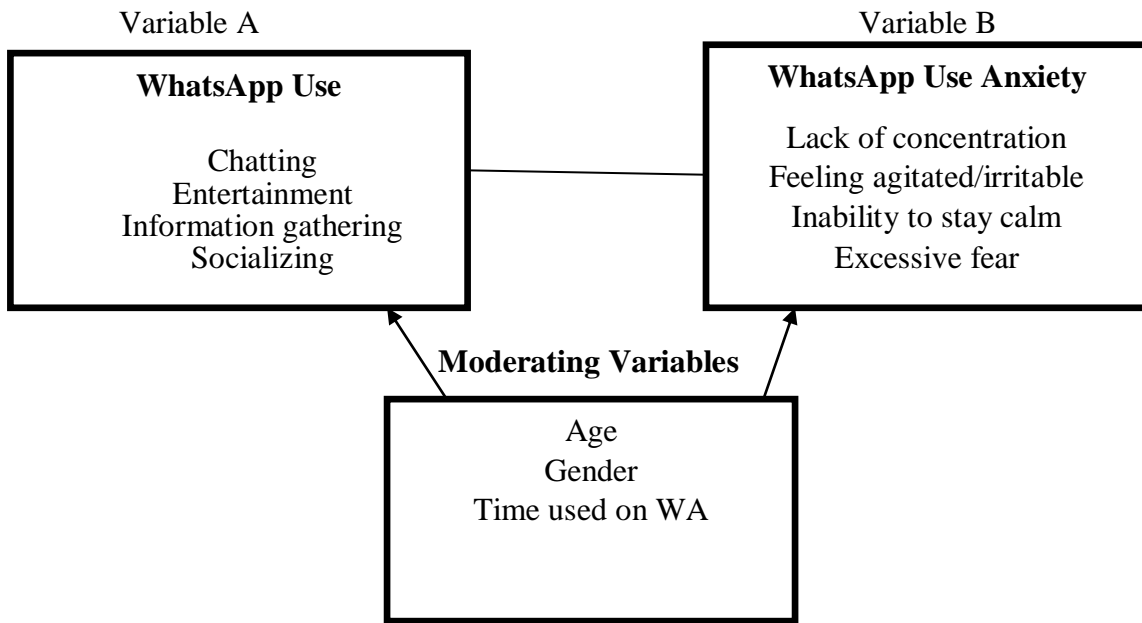 Variable A
Variable B
WhatsApp Use
Chatting
Entertainment
Information gathering
Socializing
WhatsApp Use Anxiety
Lack of concentration
Feeling agitated/irritable
Inability to stay calm
Excessive fear
Moderating Variables
Age
Gender
Time used on WA